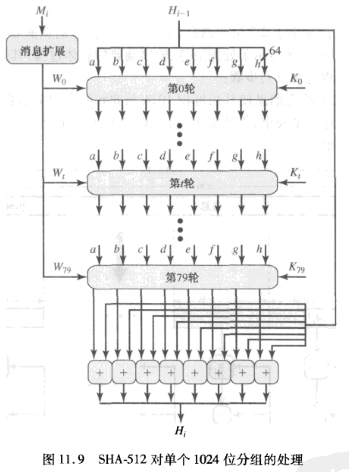 M_i H_{i-1}
消息扩展
a b c d e f g h 64
W_0 第0轮 K_0
a b c d e f g h
W_t 第t轮 K_t
a b c d e f g h
W_79 第79轮 K_79
+ + + + + + + +
H_i
图 11.9 SHA-512 对单个 1024 位分组的处理